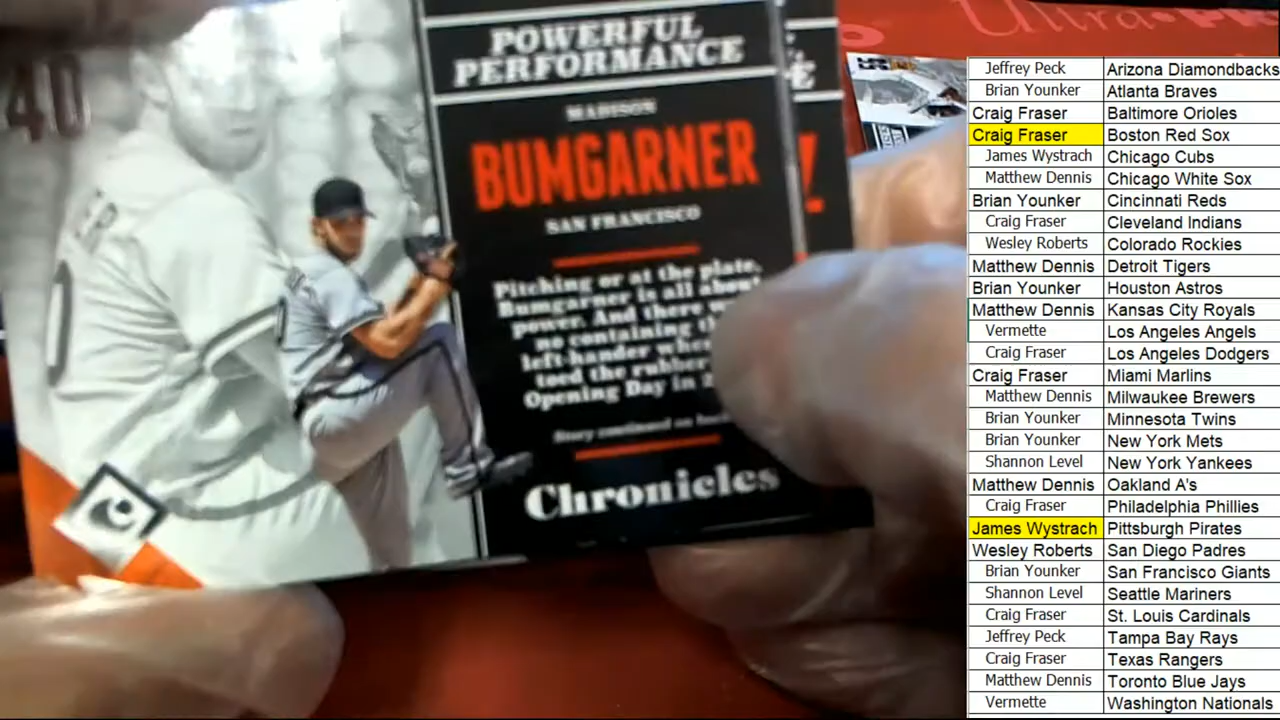 40
POWERFUL
PERFORMANCE
MADISON
BUMGARNER
SAN FRANCISCO
Pitching or at the plate,
Bumgarner is all about
power. And there
no containing
left-hander
toed the rubber
Opening Day in
Story continued on
Chronicles
Jeffrey Peck Arizona Diamondbacks
Brian Younker Atlanta Braves
Craig Fraser Baltimore Orioles
Craig Fraser Boston Red Sox
James Wystrach Chicago Cubs
Matthew Dennis Chicago White Sox
Brian Younker Cincinnati Reds
Craig Fraser Cleveland Indians
Wesley Roberts Colorado Rockies
Matthew Dennis Detroit Tigers
Brian Younker Houston Astros
Matthew Dennis Kansas City Royals
Vermette Los Angeles Angels
Craig Fraser Los Angeles Dodgers
Craig Fraser Miami Marlins
Matthew Dennis Milwaukee Brewers
Brian Younker Minnesota Twins
Brian Younker New York Mets
Shannon Level New York Yankees
Matthew Dennis Oakland A's
Craig Fraser Philadelphia Phillies
James Wystrach Pittsburgh Pirates
Wesley Roberts San Diego Padres
Brian Younker San Francisco Giants
Shannon Level Seattle Mariners
Craig Fraser St. Louis Cardinals
Jeffrey Peck Tampa Bay Rays
Craig Fraser Texas Rangers
Matthew Dennis Toronto Blue Jays
Vermette Washington Nationals